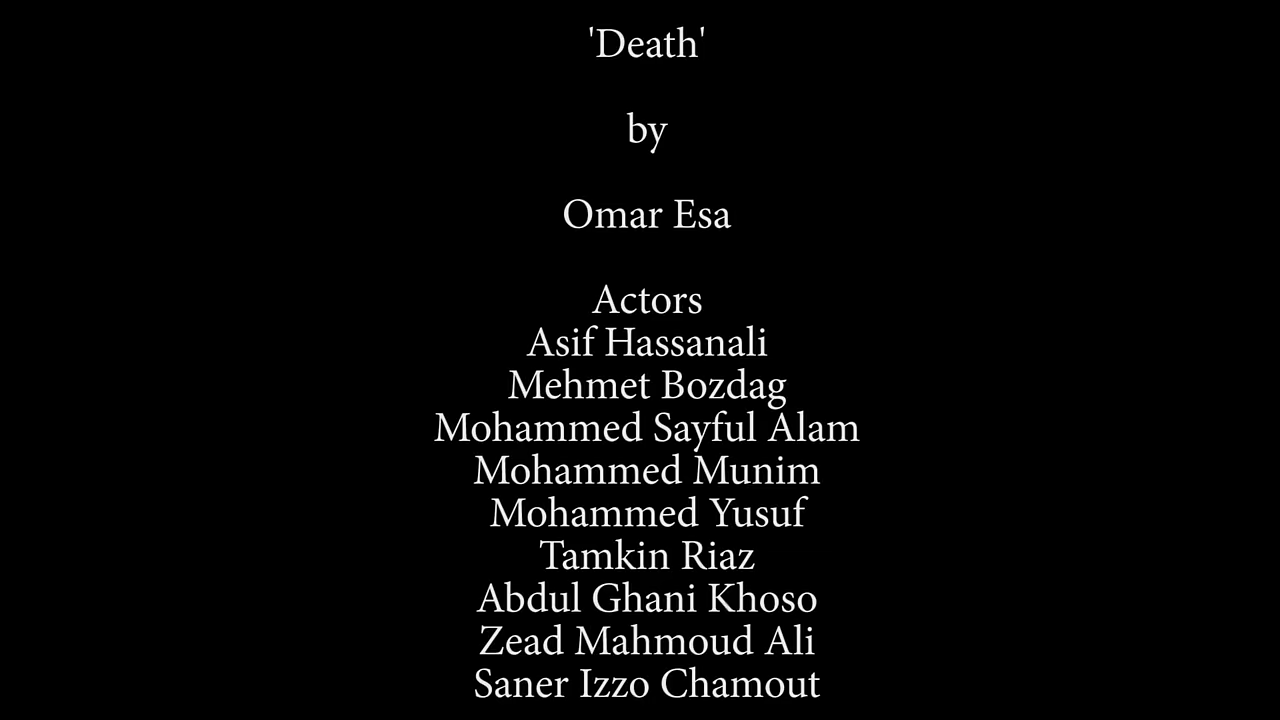 'Death'
by
Omar Esa
Actors
Asif Hassanali
Mehmet Bozdag
Mohammed Sayful Alam
Mohammed Munim
Mohammed Yusuf
Tamkin Riaz
Abdul Ghani Khoso
Zead Mahmoud Ali
Saner Izzo Chamout